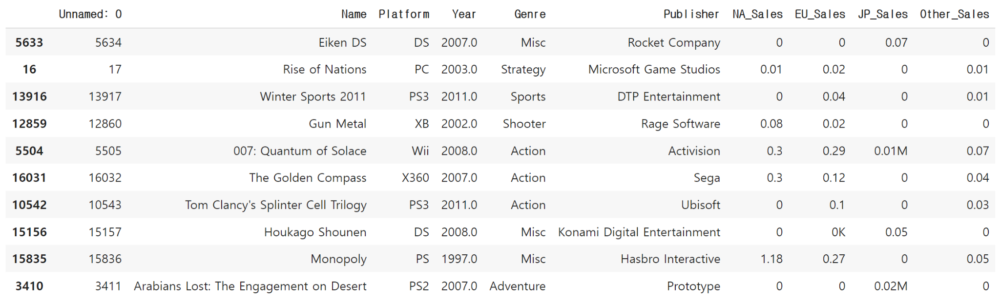 Unnamed: 0 Name Platform Year Genre Publisher NA_Sales EU_Sales JP_Sales Other_Sales
5633 5634 Eiken DS DS 2007.0 Misc Rocket Company 0 0 0.07 0
16 17 Rise of Nations PC 2003.0 Strategy Microsoft Game Studios 0.01 0.02 0 0.01
13916 13917 Winter Sports 2011 PS3 2011.0 Sports DTP Entertainment 0 0.04 0 0.01
12859 12860 Gun Metal XB 2002.0 Shooter Rage Software 0.08 0.02 0 0
5504 5505 007: Quantum of Solace Wii 2008.0 Action Activision 0.3 0.29 0.01M 0.07
16031 16032 The Golden Compass X360 2007.0 Action Sega 0.3 0.12 0 0.04
10542 10543 Tom Clancy's Splinter Cell Trilogy PS3 2011.0 Action Ubisoft 0 0.1 0 0.03
15156 15157 Houkago Shounen DS 2008.0 Misc Konami Digital Entertainment 0 0K 0.05 0
15835 15836 Monopoly PS 1997.0 Misc Hasbro Interactive 1.18 0.27 0 0.05
3410 3411 Arabians Lost: The Engagement on Desert PS2 2007.0 Adventure Prototype 0 0 0.02M 0